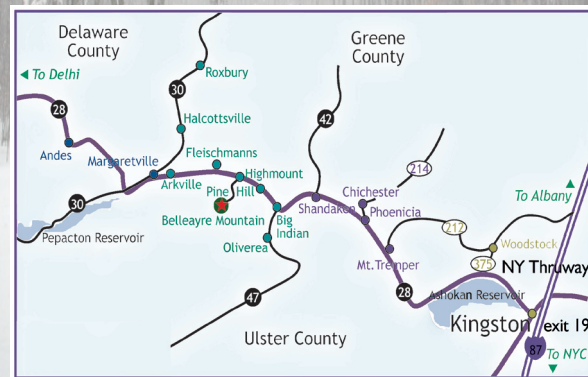 Delaware
County
Greene
County
To Delhi
Roxbury
30
28
42
Halcottsville
Andes
Margaretville
Fleischmanns
214
Arkville
Pine
Hill
Highmount
Chichester
To Albany
30
Belleayre Mountain
Big
Indian
Shandaken
Phoenicia
Pepacton Reservoir
Oliverea
212
Woodstock
Mt.Tremper
375
NY Thruway
47
28
Ashokan Reservoir
Ulster County
Kingston
exit 19
87
To NYC